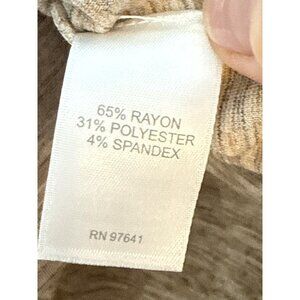 65% RAYON
31% POLYESTER
4% SPANDEX
RN 97641